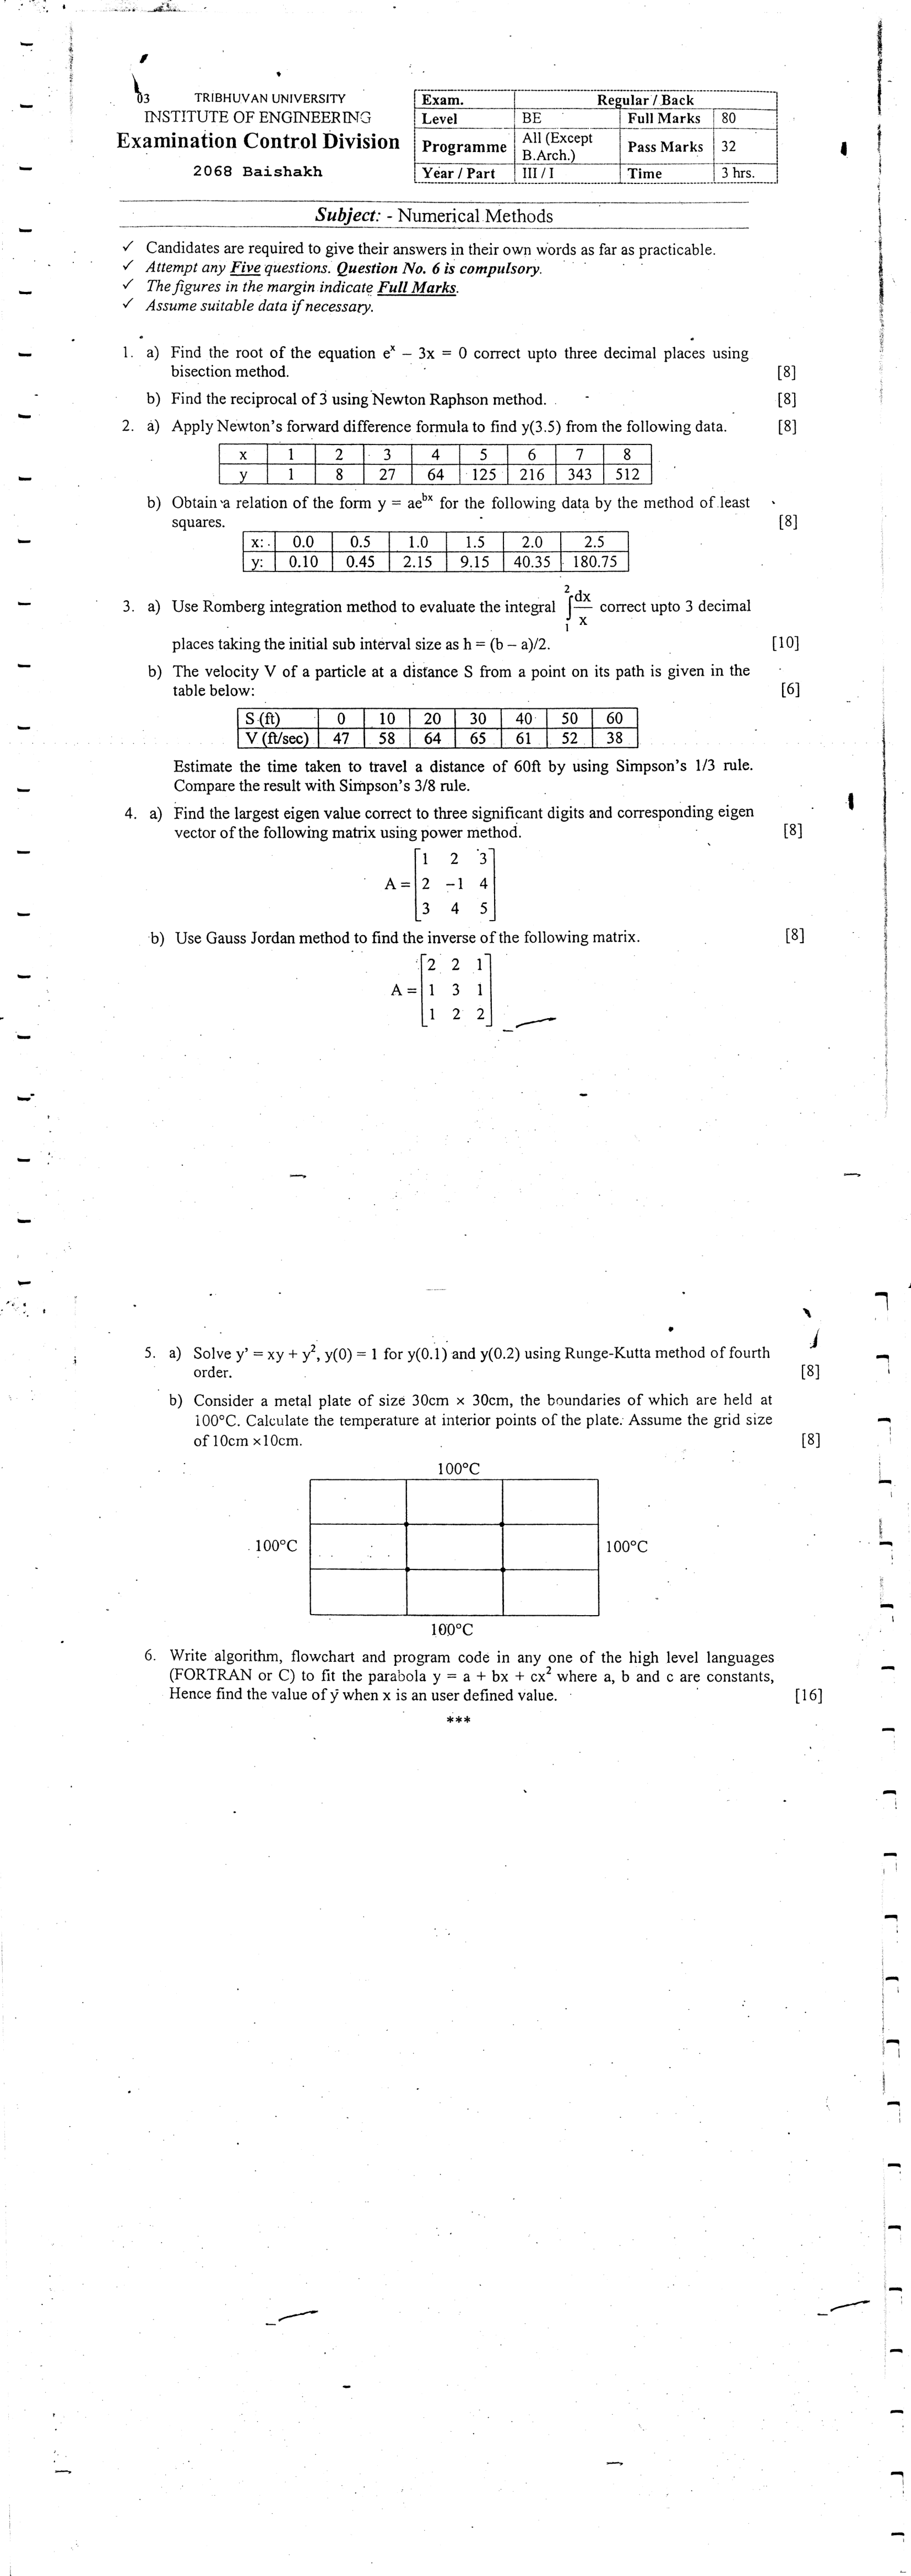 03 TRIBHUVAN UNIVERSITY
INSTITUTE OF ENGINEERING
Examination Control Division
2068 Baishakh
Exam. Regular / Back
Level BE Full Marks 80
Programme All (Except B.Arch.) Pass Marks 32
Year / Part III / I Time 3 hrs.
Subject: - Numerical Methods
✓ Candidates are required to give their answers in their own words as far as practicable.
✓ Attempt any Five questions. Question No. 6 is compulsory.
✓ The figures in the margin indicate Full Marks.
✓ Assume suitable data if necessary.
1. a) Find the root of the equation eˣ – 3x = 0 correct upto three decimal places using
bisection method. [8]
b) Find the reciprocal of 3 using Newton Raphson method. [8]
2. a) Apply Newton's forward difference formula to find y(3.5) from the following data. [8]
x 1 2 3 4 5 6 7 8
y 1 8 27 64 125 216 343 512
b) Obtain a relation of the form y = aeᵇˣ for the following data by the method of least
squares. [8]
x: 0.0 0.5 1.0 1.5 2.0 2.5
y: 0.10 0.45 2.15 9.15 40.35 180.75
3. a) Use Romberg integration method to evaluate the integral ∫₁² dx/x correct upto 3 decimal
places taking the initial sub interval size as h = (b – a)/2. [10]
b) The velocity V of a particle at a distance S from a point on its path is given in the
table below: [6]
S (ft) 0 10 20 30 40 50 60
V (ft/sec) 47 58 64 65 61 52 38
Estimate the time taken to travel a distance of 60ft by using Simpson's 1/3 rule.
Compare the result with Simpson's 3/8 rule.
4. a) Find the largest eigen value correct to three significant digits and corresponding eigen
vector of the following matrix using power method. [8]
1 2 3
A = 2 –1 4
3 4 5
b) Use Gauss Jordan method to find the inverse of the following matrix. [8]
2 2 1
A = 1 3 1
1 2 2
5. a) Solve y' = xy + y², y(0) = 1 for y(0.1) and y(0.2) using Runge-Kutta method of fourth
order. [8]
b) Consider a metal plate of size 30cm × 30cm, the boundaries of which are held at
100°C. Calculate the temperature at interior points of the plate. Assume the grid size
of 10cm ×10cm. [8]
100°C
100°C 100°C
100°C
6. Write algorithm, flowchart and program code in any one of the high level languages
(FORTRAN or C) to fit the parabola y = a + bx + cx² where a, b and c are constants,
Hence find the value of y when x is an user defined value. [16]
***